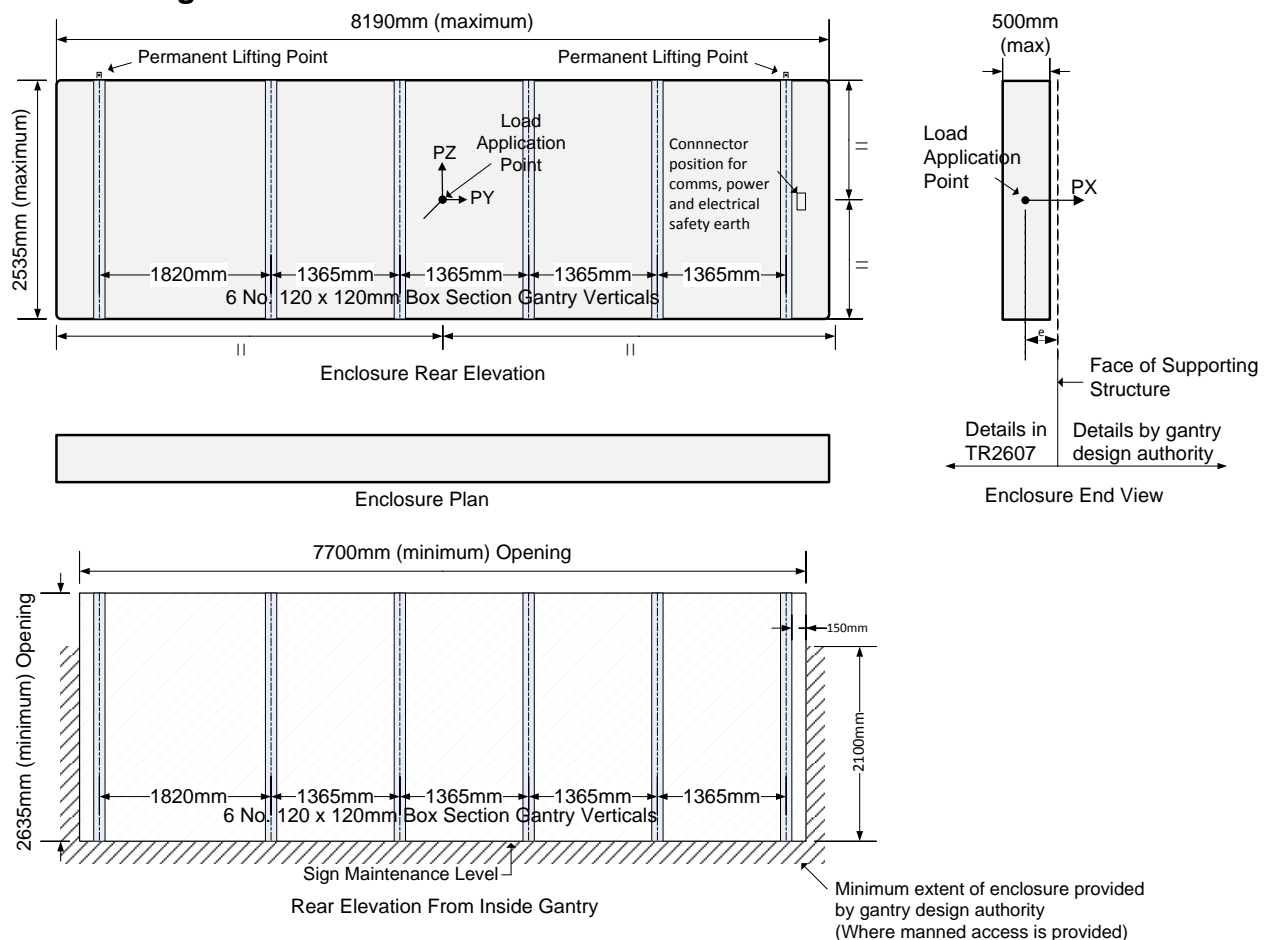 8190mm (maximum)
500mm
(max)
Permanent Lifting Point
Permanent Lifting Point
2535mm (maximum)
Load
Application
Point
PZ
PY
Connnector
position for
comms, power
and electrical
safety earth
=
=
Load
Application
Point
PX
1820mm
1365mm
1365mm
1365mm
1365mm
6 No. 120 x 120mm Box Section Gantry Verticals
=
=
e
Enclosure Rear Elevation
Face of Supporting
Structure
Details in
TR2607
Details by gantry
design authority
Enclosure End View
Enclosure Plan
7700mm (minimum) Opening
2635mm (minimum) Opening
150mm
2100mm
1820mm
1365mm
1365mm
1365mm
1365mm
6 No. 120 x 120mm Box Section Gantry Verticals
Sign Maintenance Level
Rear Elevation From Inside Gantry
Minimum extent of enclosure provided
by gantry design authority
(Where manned access is provided)